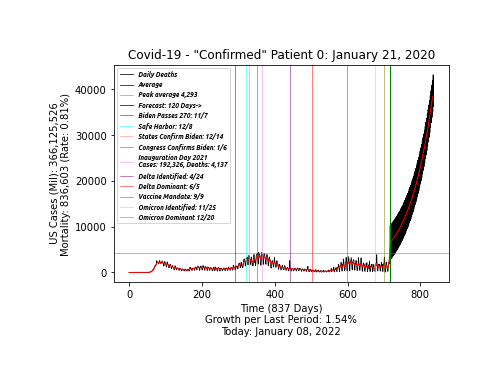 Covid-19 - "Confirmed" Patient 0: January 21, 2020
US Cases (Mil): 366,125,526
Mortality: 836,603 (Rate: 0.81%)
40000
30000
20000
10000
0
Daily Deaths
Average
Peak average 4,293
Forecast: 120 Days->
Biden Passes 270: 11/7
Safe Harbor: 12/8
States Confirm Biden: 12/14
Congress Confirms Biden: 1/6
Inauguration Day 2021
Cases: 192,326, Deaths: 4,137
Delta Identified: 4/24
Delta Dominant: 6/5
Vaccine Mandate: 9/9
Omicron Identified: 11/25
Omicron Dominant 12/20
0 200 400 600 800
Time (837 Days)
Growth per Last Period: 1.54%
Today: January 08, 2022